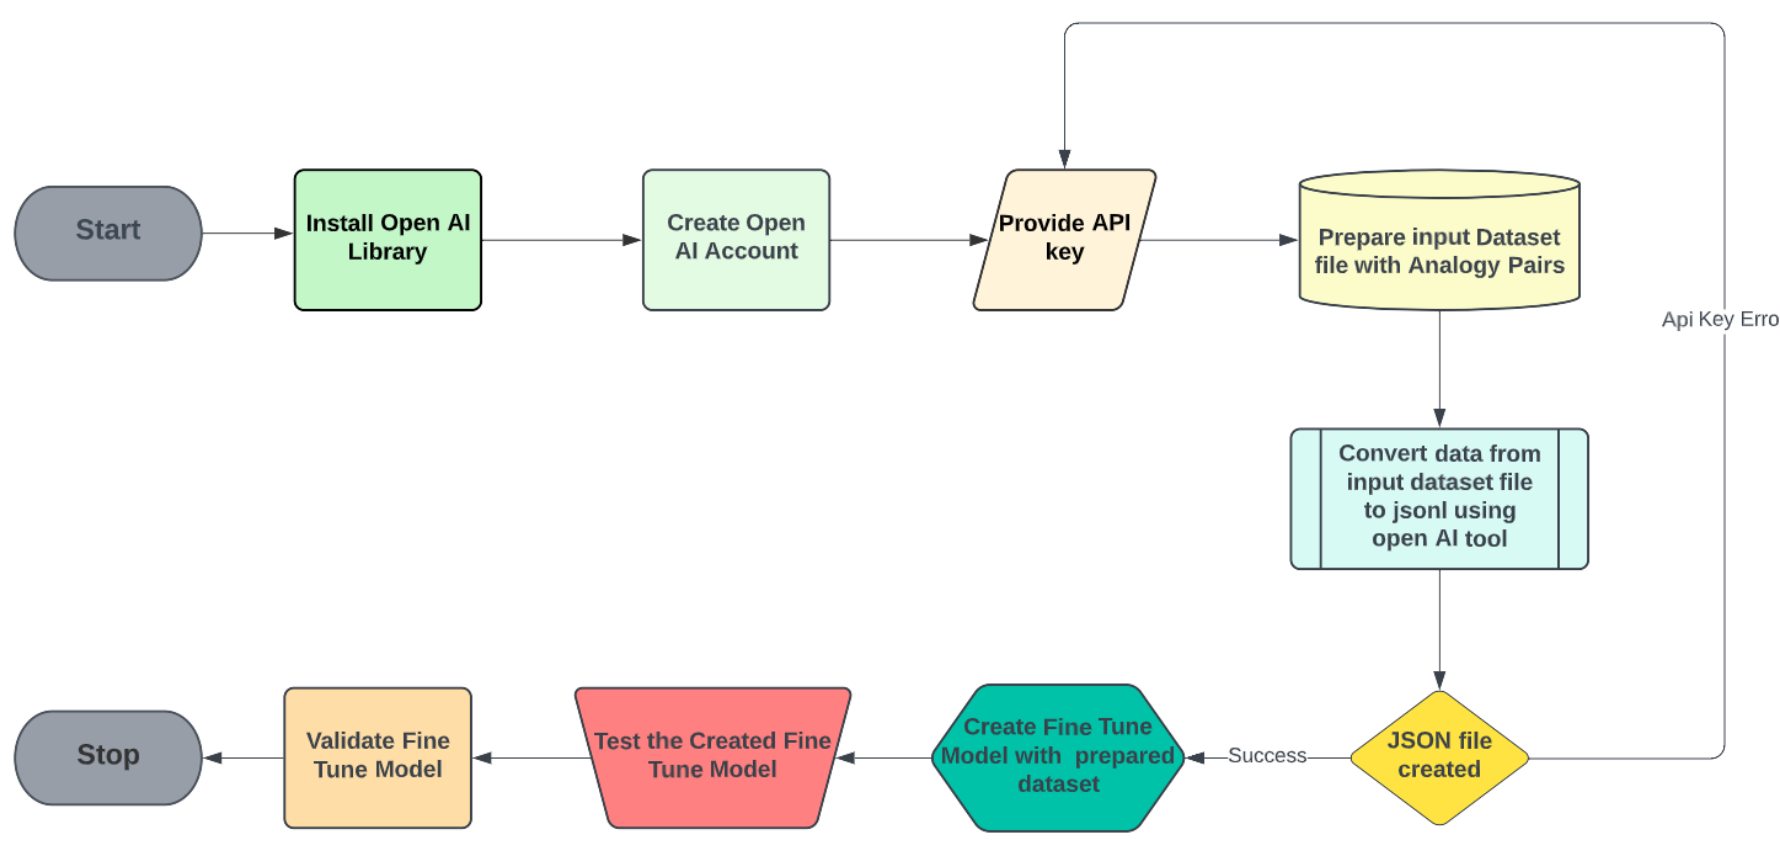 Start
Install Open AI
Library
Create Open
AI Account
Provide API
key
Prepare input Dataset
file with Analogy Pairs
Api Key Erro
Convert data from
input dataset file
to jsonl using
open AI tool
JSON file
created
Success
Create Fine Tune
Model with prepared
dataset
Test the Created Fine
Tune Model
Validate Fine
Tune Model
Stop